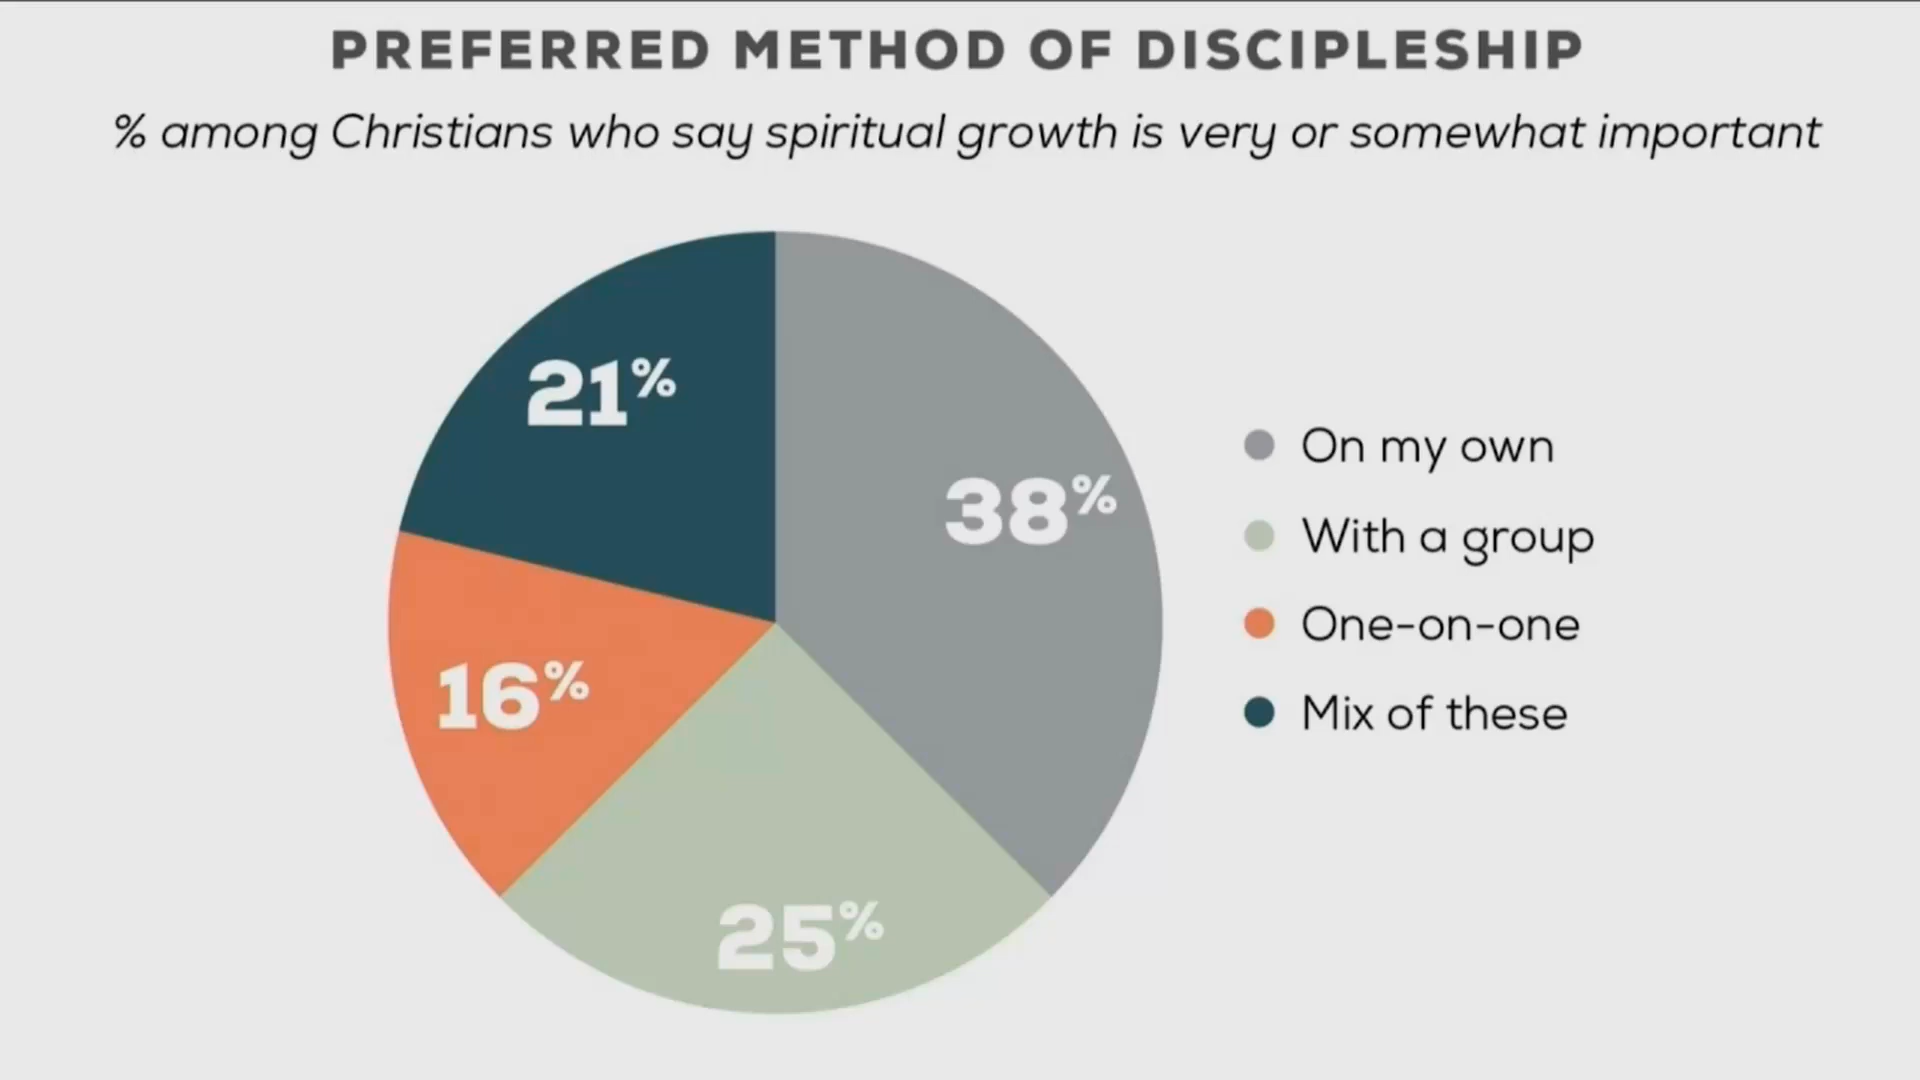 PREFERRED METHOD OF DISCIPLESHIP
% among Christians who say spiritual growth is very or somewhat important
21%
38%
16%
25%
On my own
With a group
One-on-one
Mix of these